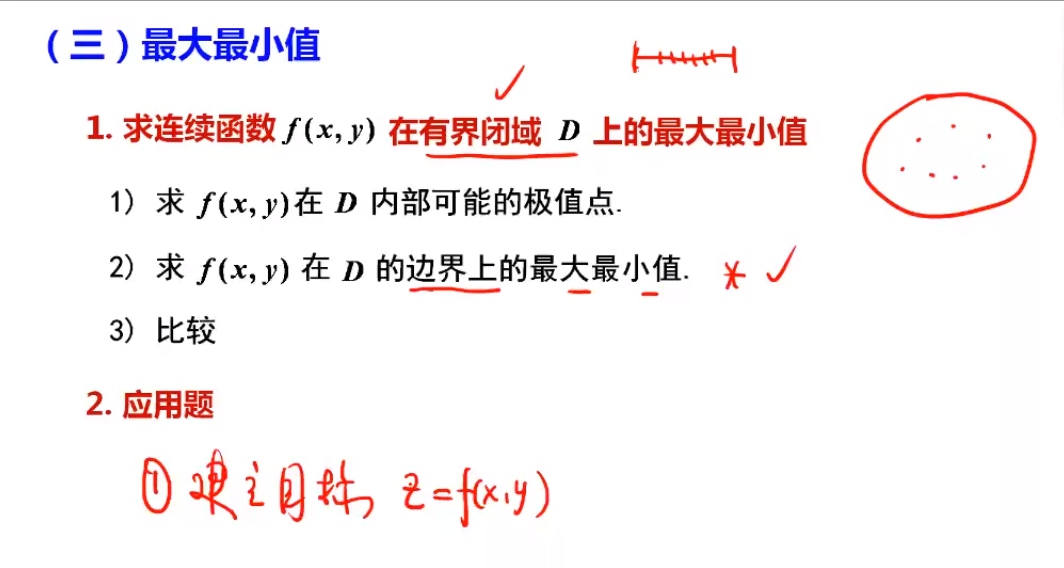 （三）最大最小值
1. 求连续函数 f(x, y) 在有界闭域 D 上的最大最小值
1) 求 f(x, y)在 D 内部可能的极值点.
2) 求 f(x, y) 在 D 的边界上的最大最小值. *
3) 比较
2. 应用题
① 建立目标 z=f(x,y)